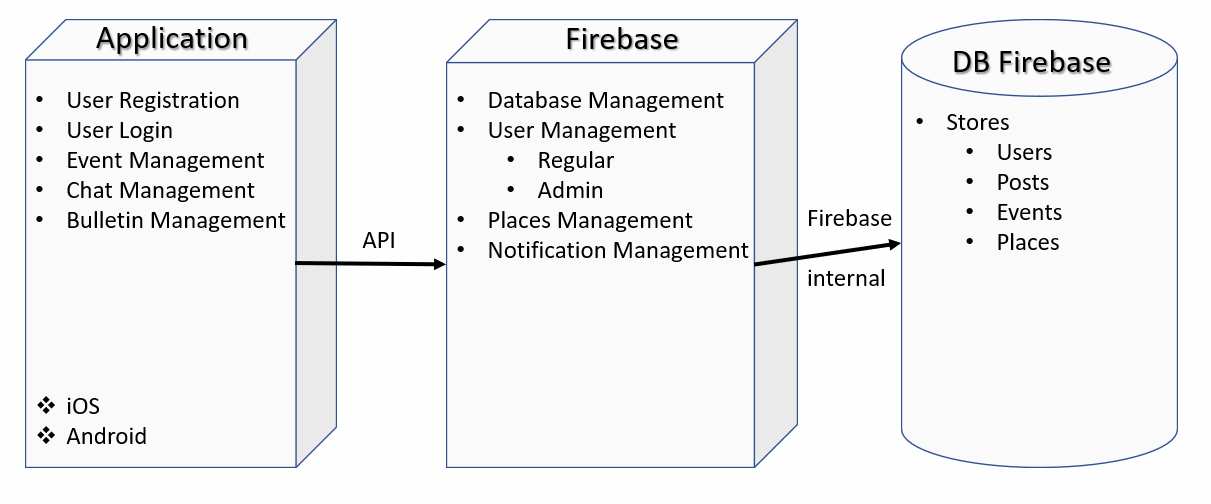 Application
• User Registration
• User Login
• Event Management
• Chat Management
• Bulletin Management
❖ iOS
❖ Android
API
Firebase
• Database Management
• User Management
• Regular
• Admin
• Places Management
• Notification Management
Firebase
internal
DB Firebase
• Stores
• Users
• Posts
• Events
• Places